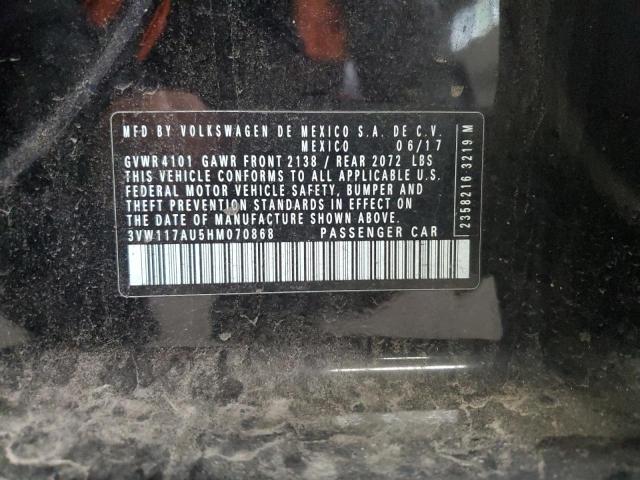 MFD BY VOLKSWAGEN DE MEXICO S.A. DE C.V.
MEXICO 06/17
GVWR 4101 GAWR FRONT 2138 / REAR 2072 LBS
THIS VEHICLE CONFORMS TO ALL APPLICABLE U.S.
FEDERAL MOTOR VEHICLE SAFETY, BUMPER AND
THEFT PREVENTION STANDARDS IN EFFECT ON
THE DATE OF MANUFACTURE SHOWN ABOVE.
3VW117AU5HM070868 PASSENGER CAR
2358216 3219 M